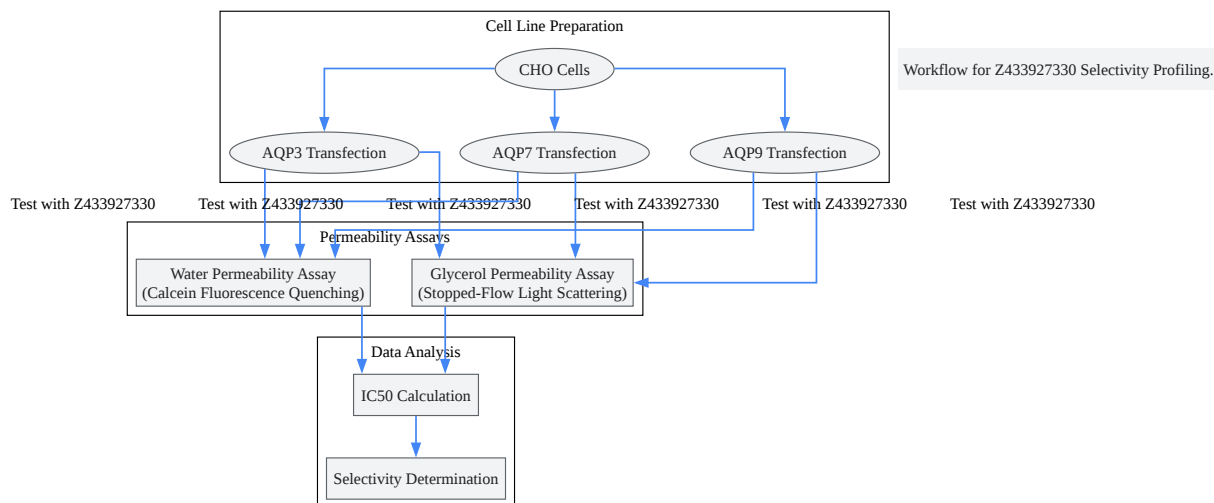 Cell Line Preparation
CHO Cells
Workflow for Z433927330 Selectivity Profiling.
AQP3 Transfection
AQP7 Transfection
AQP9 Transfection
Test with Z433927330
Test with Z433927330
Test with Z433927330
Test with Z433927330
Test with Z433927330
Test with Z433927330
Permeability Assays
Water Permeability Assay
(Calcein Fluorescence Quenching)
Glycerol Permeability Assay
(Stopped-Flow Light Scattering)
Data Analysis
IC50 Calculation
Selectivity Determination